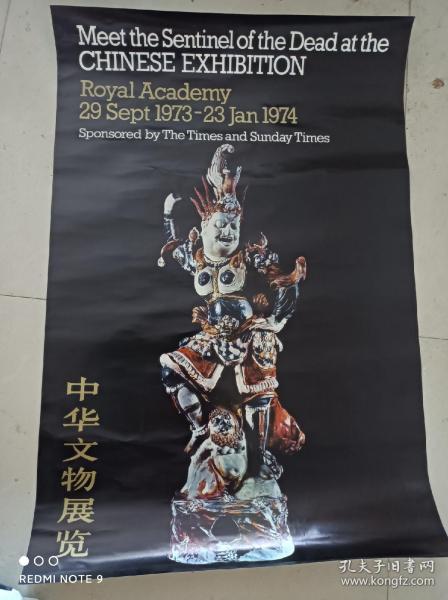 Meet the Sentinel of the Dead at the
CHINESE EXHIBITION
Royal Academy
29 Sept 1973-23 Jan 1974
Sponsored by The Times and Sunday Times
中华文物展览
REDMI NOTE 9
孔夫子旧书网
www.kongfz.com